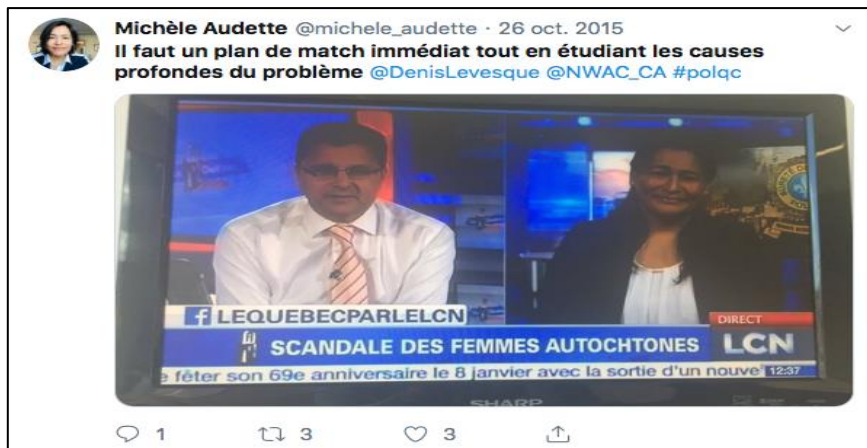 Michèle Audette @michele_audette · 26 oct. 2015
Il faut un plan de match immédiat tout en étudiant les causes
profondes du problème @DenisLevesque @NWAC_CA #polqc
f LEQUEBECPARLELCN
DIRECT
SCANDALE DES FEMMES AUTOCHTONES LCN
e fêter son 69e anniversaire le 8 janvier avec la sortie d'un nouve 12:37
SHARP
1 3 3